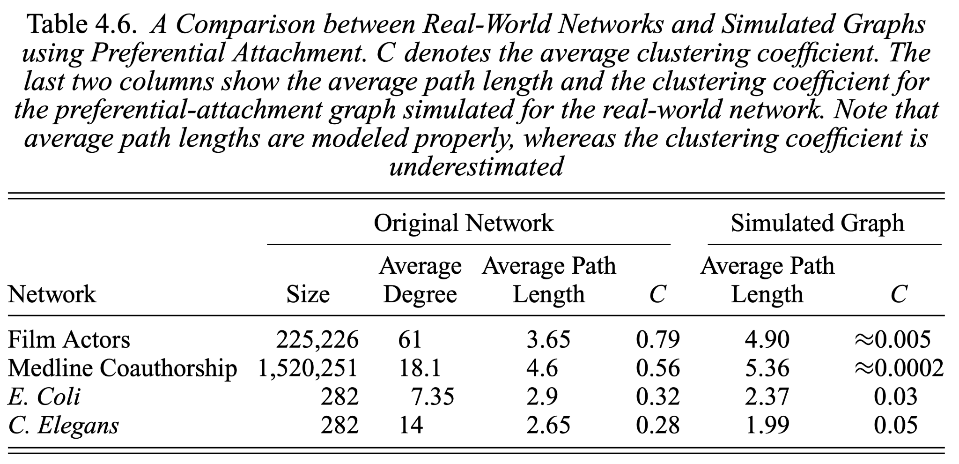 Table 4.6. A Comparison between Real-World Networks and Simulated Graphs
using Preferential Attachment. C denotes the average clustering coefficient. The
last two columns show the average path length and the clustering coefficient for
the preferential-attachment graph simulated for the real-world network. Note that
average path lengths are modeled properly, whereas the clustering coefficient is
underestimated
Original Network Simulated Graph
Average Average Path Average Path
Network Size Degree Length C Length C
Film Actors 225,226 61 3.65 0.79 4.90 ≈0.005
Medline Coauthorship 1,520,251 18.1 4.6 0.56 5.36 ≈0.0002
E. Coli 282 7.35 2.9 0.32 2.37 0.03
C. Elegans 282 14 2.65 0.28 1.99 0.05